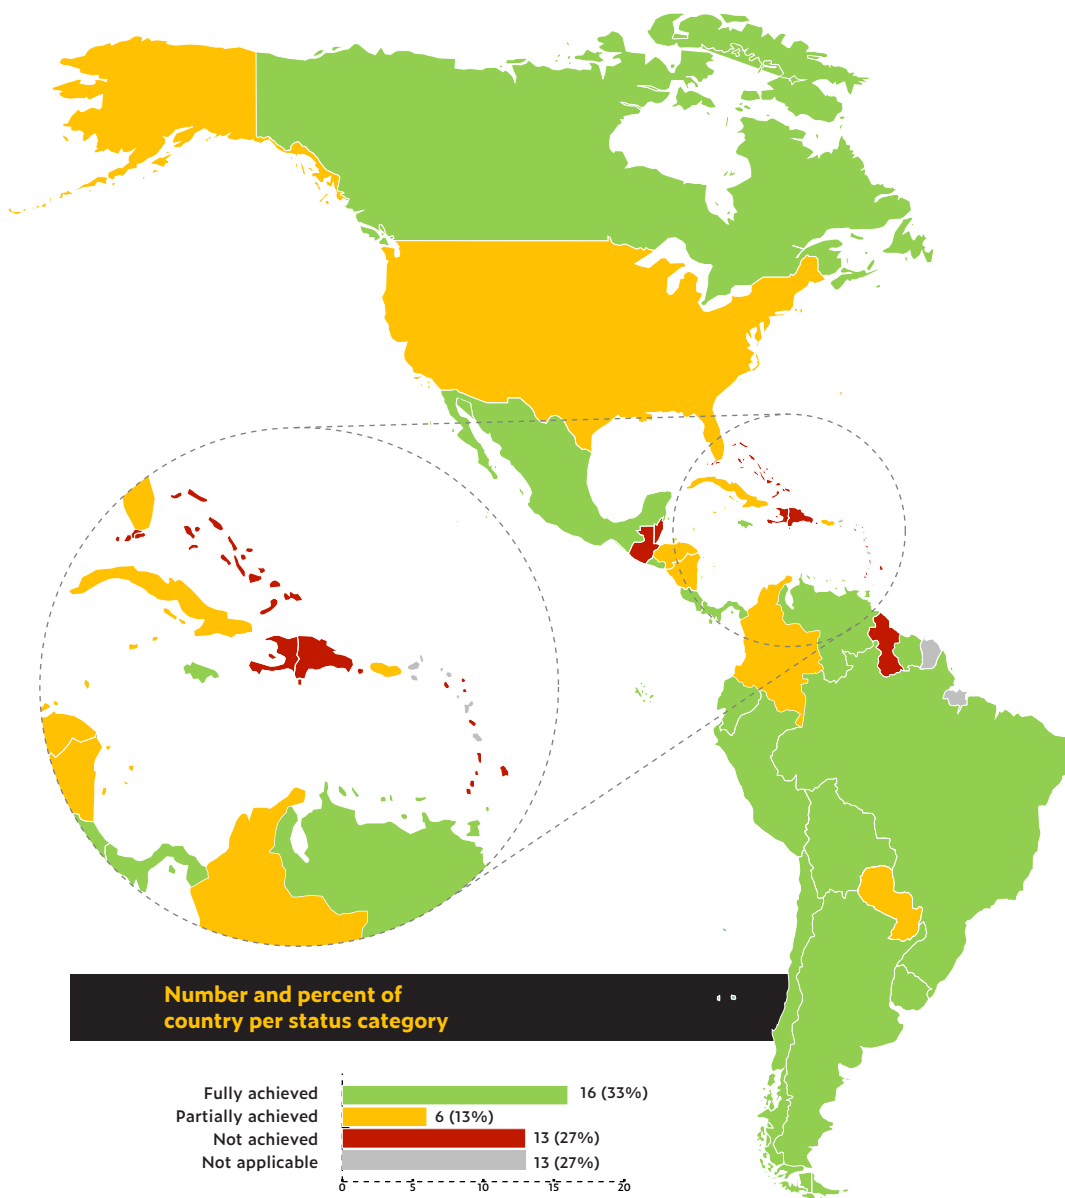 Number and percent of
country per status category
Fully achieved 16 (33%)
Partially achieved 6 (13%)
Not achieved 13 (27%)
Not applicable 13 (27%)
0 5 10 15 20